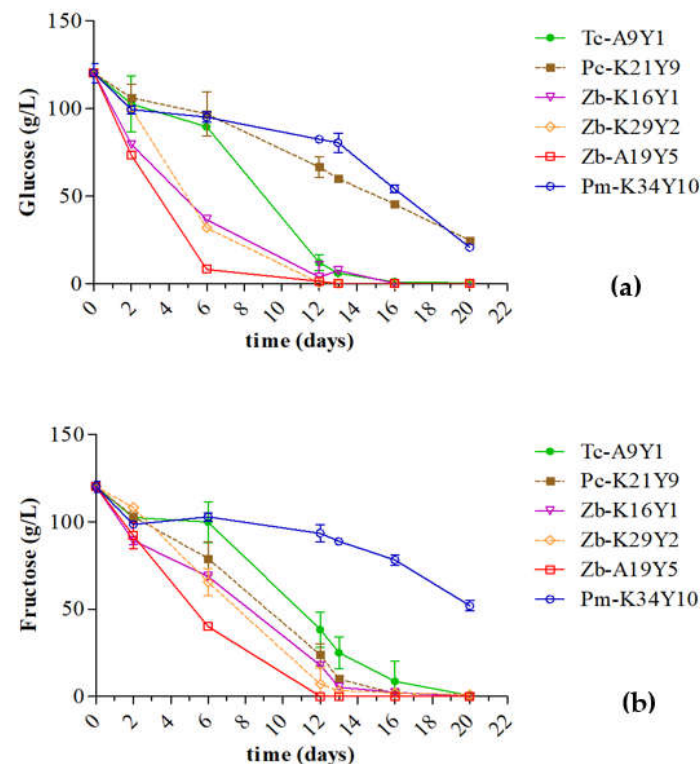 150
100
50
0
Glucose (g/L)
0 2 4 6 8 10 12 14 16 18 20 22
time (days)
Tc-A9Y1
Pc-K21Y9
Zb-K16Y1
Zb-K29Y2
Zb-A19Y5
Pm-K34Y10
(a)
150
100
50
0
Fructose (g/L)
0 2 4 6 8 10 12 14 16 18 20 22
time (days)
Tc-A9Y1
Pc-K21Y9
Zb-K16Y1
Zb-K29Y2
Zb-A19Y5
Pm-K34Y10
(b)